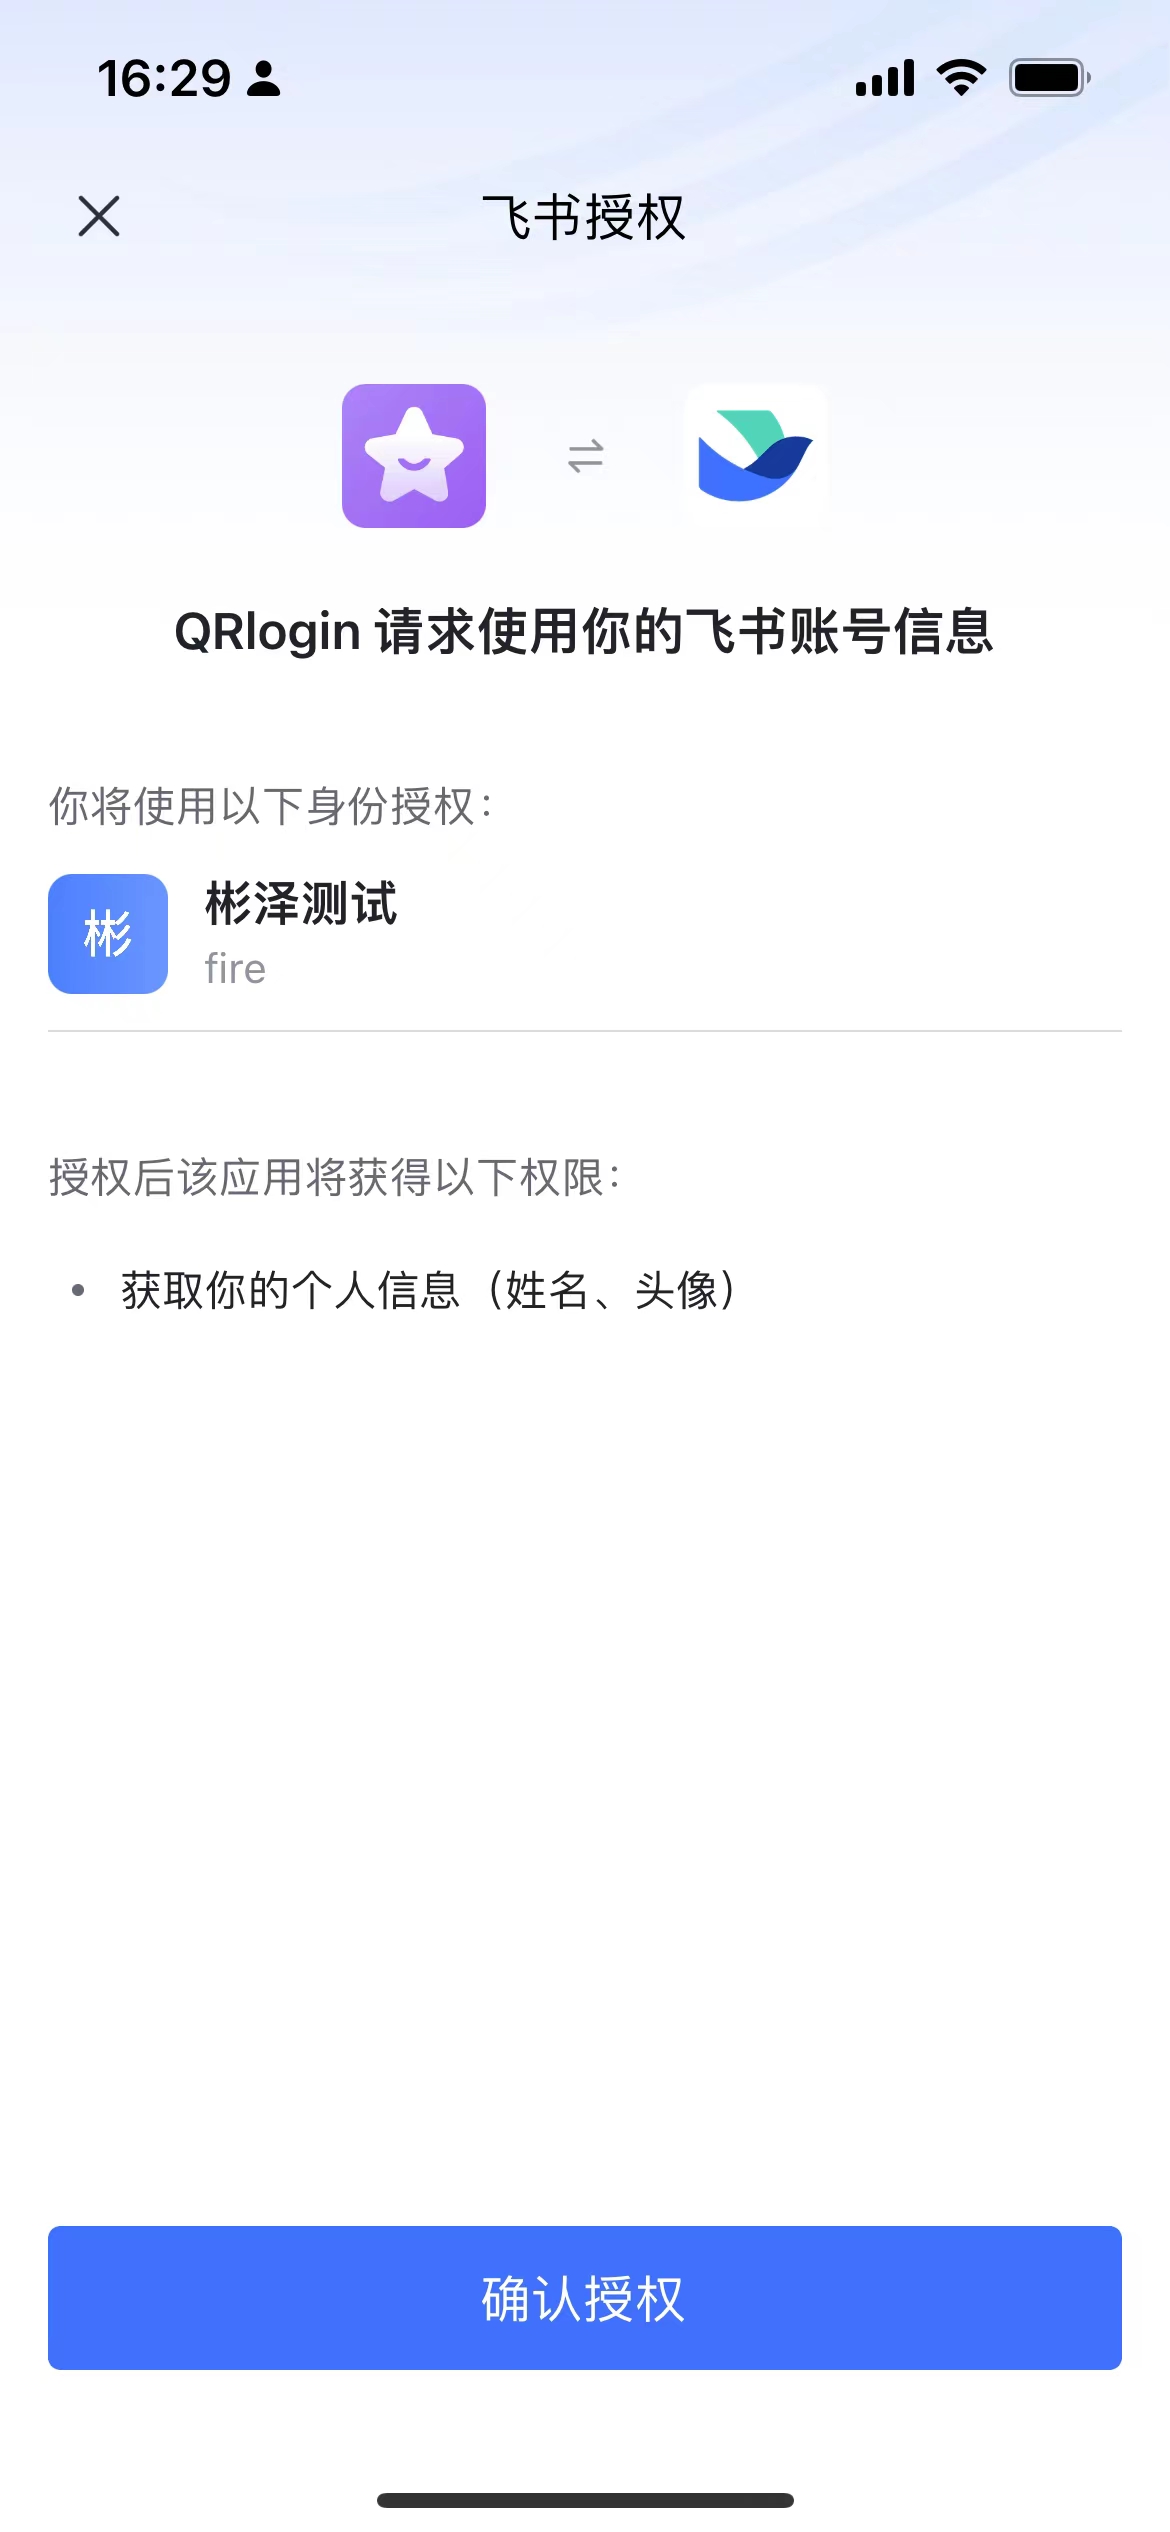 16:29
飞书授权
QRlogin 请求使用你的飞书账号信息
你将使用以下身份授权：
彬
彬泽测试
fire
授权后该应用将获得以下权限：
• 获取你的个人信息（姓名、头像）
确认授权